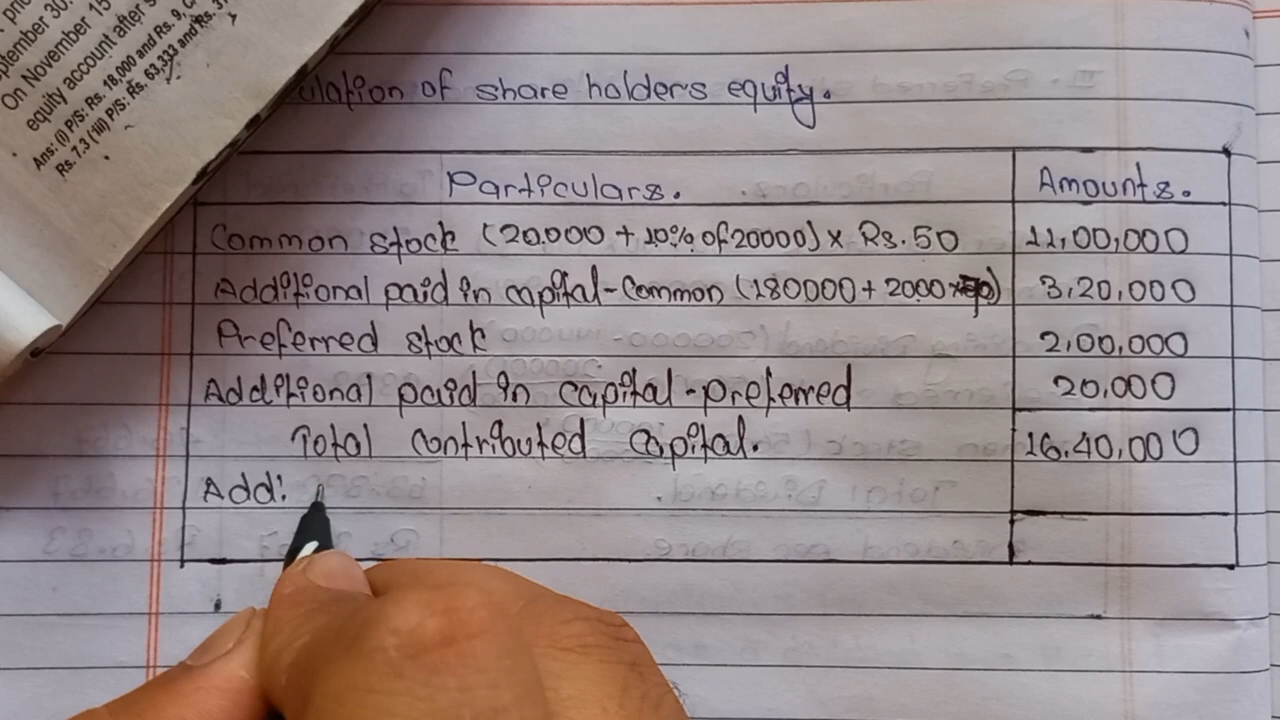 ptember 30.
On November 15
equity account after s
Ans: (i) P/S: Rs. 18,000 and Rs. 9,
Rs. 7.3 (iii) P/S: Rs. 63,333 and Rs.
ulation of share holders equity.
Particulars. Amounts.
Common stock (20.000 + 10% of 20000) x Rs. 50 11,00,000
Additional paid in capital-Common (180000 + 2000 3,20,000
Preferred stock 2,00,000
Additional paid in capital-preferred 20,000
Total contributed capital. 16,40,000
Add: